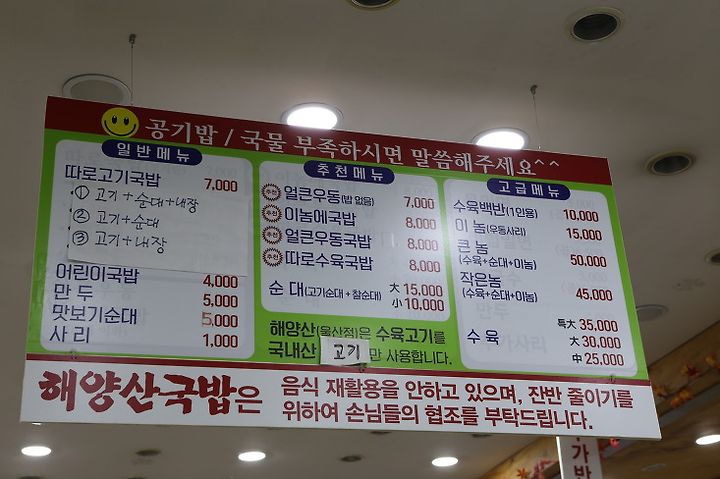 공기밥 / 국물 부족하시면 말씀해주세요^^
일반메뉴
따로고기국밥 7,000
① 고기+순대+내장
② 고기+순대
③ 고기+내장
어린이국밥 4,000
만두 5,000
맛보기순대 5,000
사리 1,000
추천메뉴
추천 얼큰우동(밥 없음) 7,000
추천 이놈에국밥 8,000
추천 얼큰우동국밥 8,000
추천 따로수육국밥 8,000
순대(고기순대+찰순대) 大 15,000
小 10,000
해양산(울산점)은 수육고기를
국내산 고기만 사용합니다.
고급메뉴
수육백반(1인용) 10,000
이놈(우동사리) 15,000
큰놈
(수육+순대+이놈) 50,000
작은놈
(수육+순대+이놈) 45,000
수육 특大 35,000
大 30,000
中 25,000
해양산국밥은 음식 재활용을 안하고 있으며, 잔반 줄이기를
위하여 손님들의 협조를 부탁드립니다.